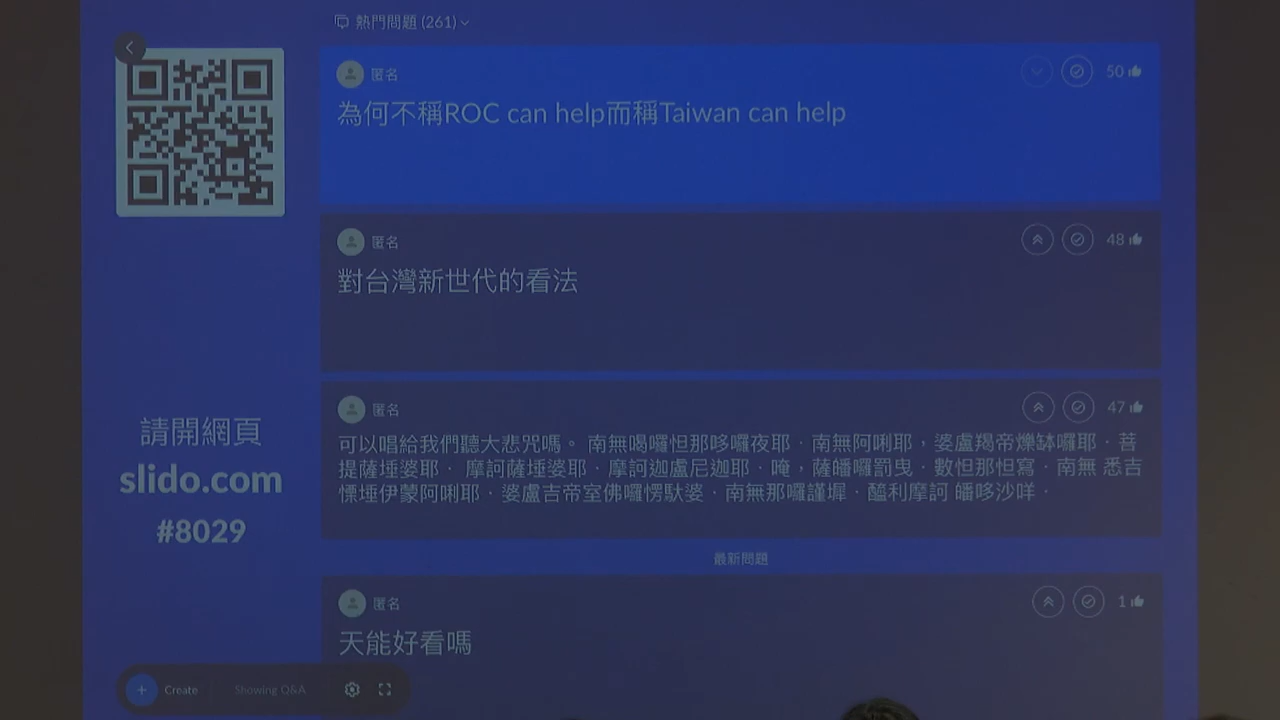 熱門問題 (261)
匿名
50
為何不稱ROC can help而稱Taiwan can help
匿名
48
對台灣新世代的看法
匿名
47
可以唱給我們聽大悲咒嗎。 南無喝囉怛那哆囉夜耶．南無阿唎耶，婆盧羯帝爍缽囉耶．菩
提薩埵婆耶． 摩訶薩埵婆耶．摩訶迦盧尼迦耶．唵，薩皤囉罰曳．數怛那怛寫．南無 悉吉
慄埵伊蒙阿唎耶．婆盧吉帝室佛囉愣馱婆．南無那囉謹墀．醯利摩訶 皤哆沙咩．
請開網頁
slido.com
#8029
最新問題
匿名
1
天能好看嗎
Create
Showing Q&A